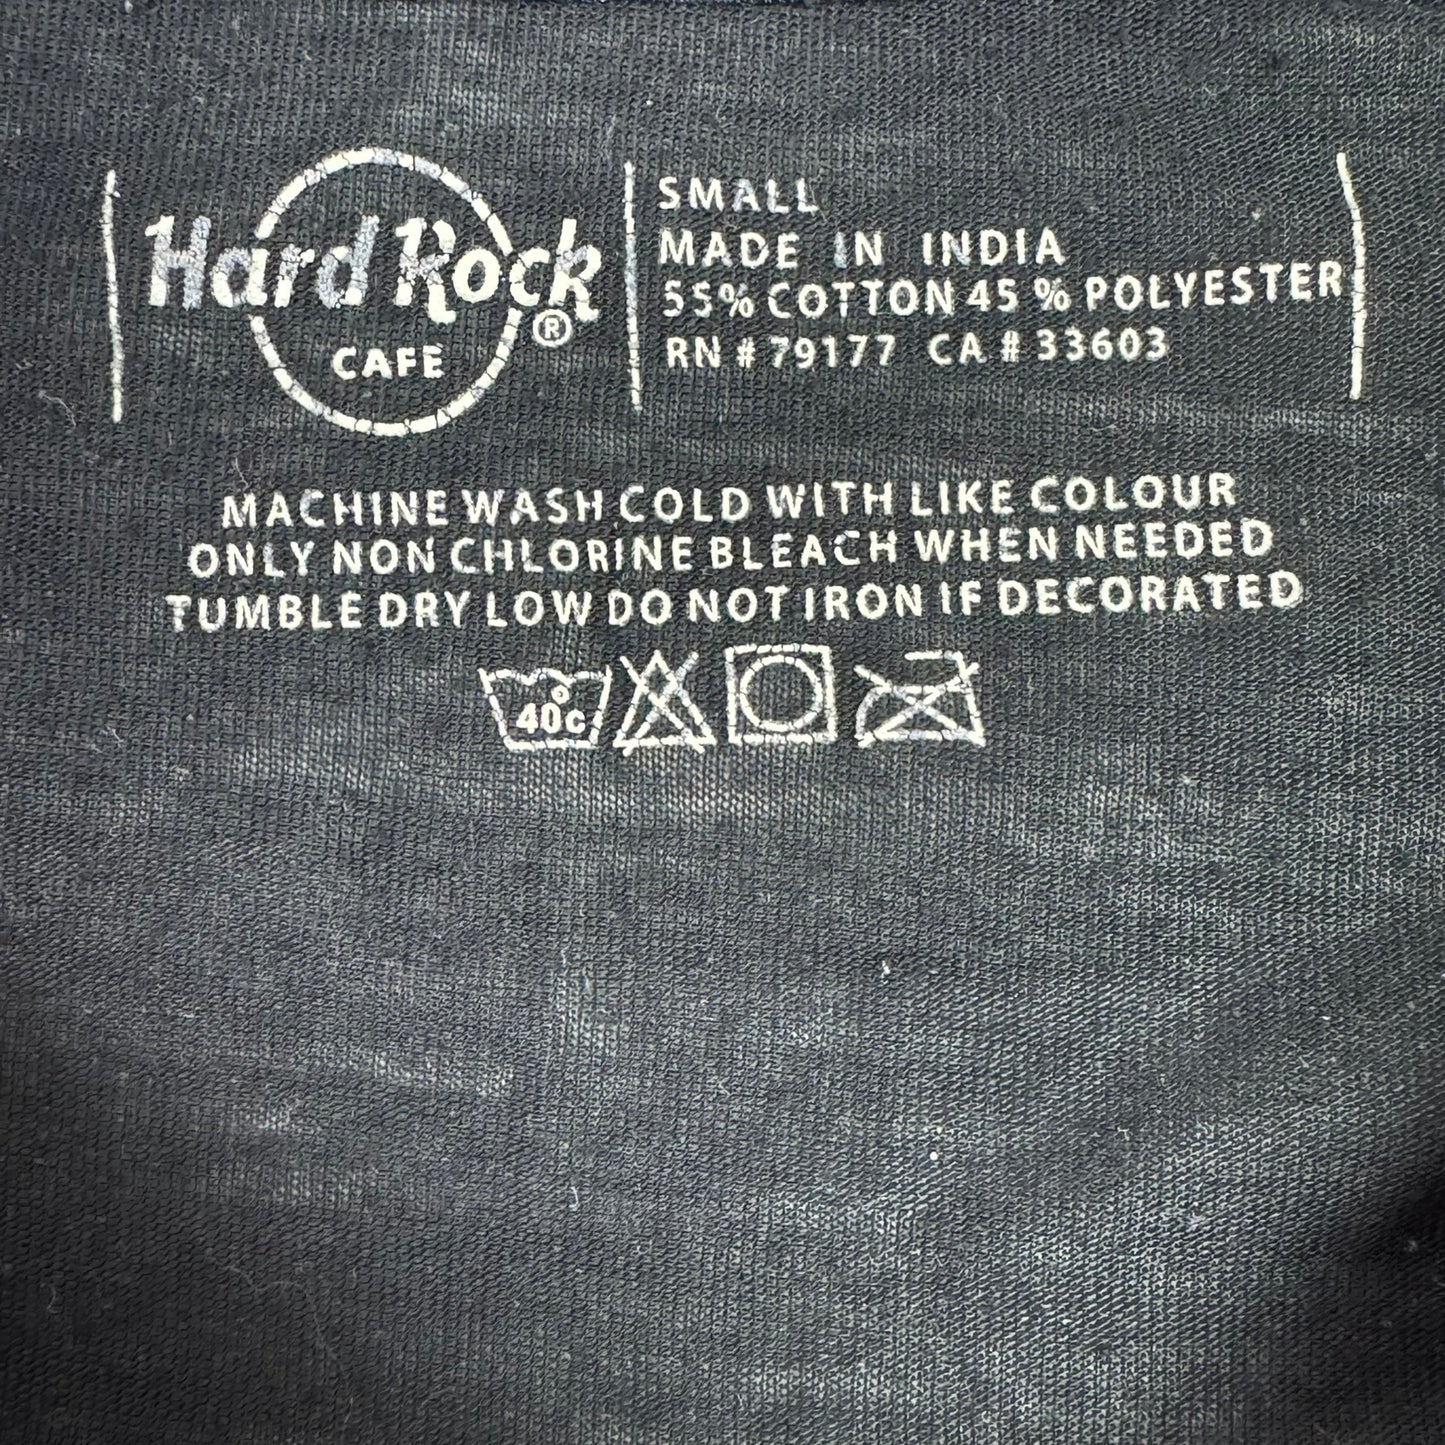 Hard Rock
®
CAFE
SMALL
MADE IN INDIA
55% COTTON 45 % POLYESTER
RN # 79177 CA # 33603
MACHINE WASH COLD WITH LIKE COLOUR
ONLY NON CHLORINE BLEACH WHEN NEEDED
TUMBLE DRY LOW DO NOT IRON IF DECORATED
40°c